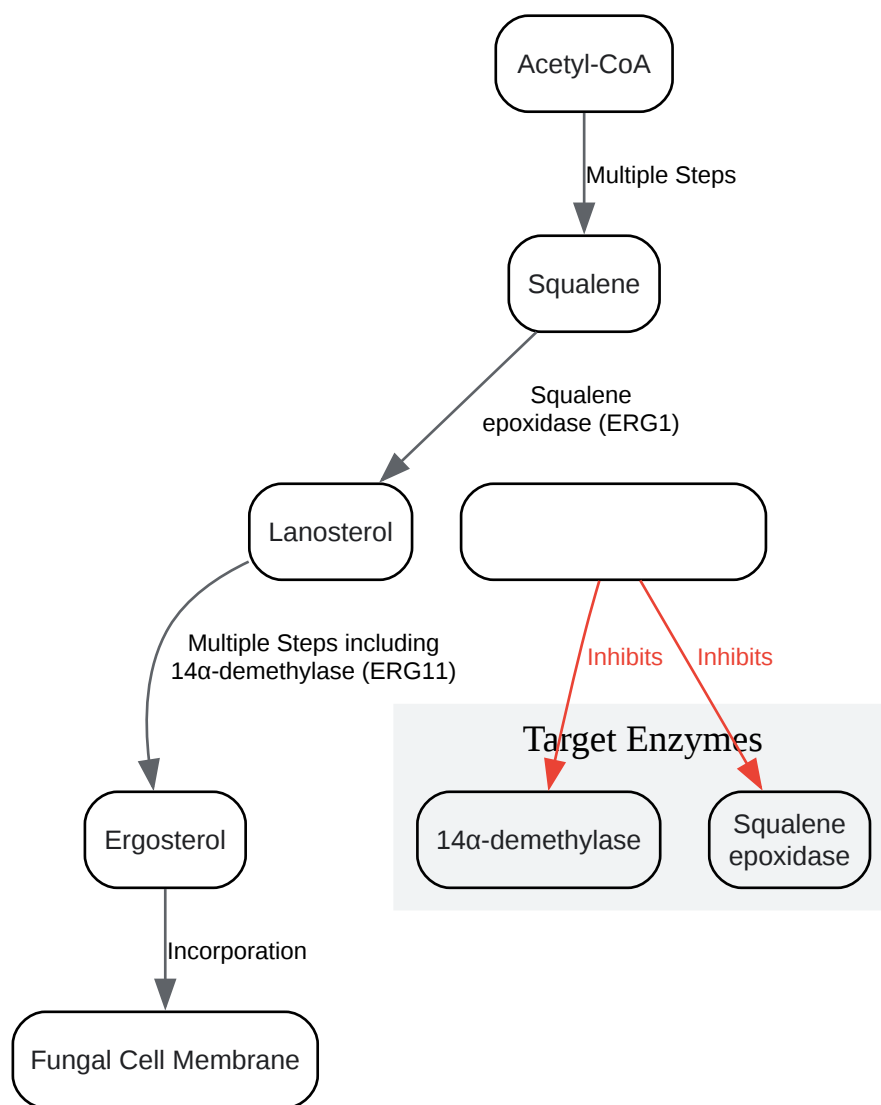 Acetyl-CoA
Multiple Steps
Squalene
Squalene
epoxidase (ERG1)
Lanosterol
Multiple Steps including
14α-demethylase (ERG11)
Inhibits
Inhibits
Target Enzymes
Ergosterol
14α-demethylase
Squalene
epoxidase
Incorporation
Fungal Cell Membrane